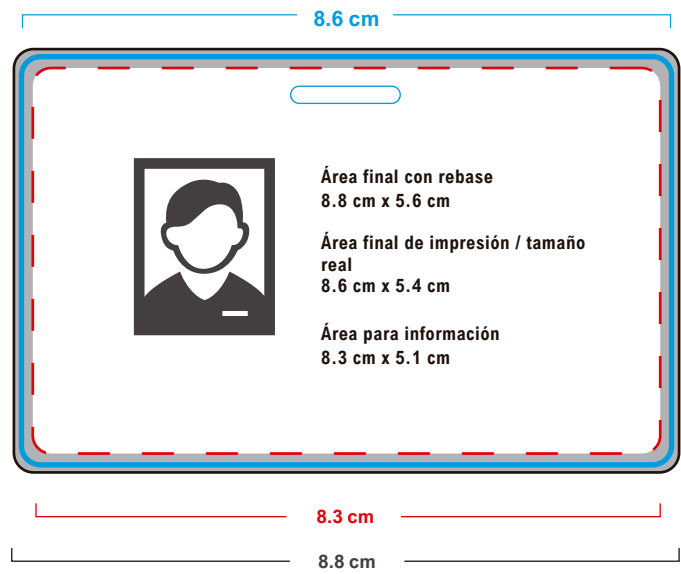 8.6 cm
Área final con rebase
8.8 cm x 5.6 cm
Área final de impresión / tamaño
real
8.6 cm x 5.4 cm
Área para información
8.3 cm x 5.1 cm
8.3 cm
8.8 cm